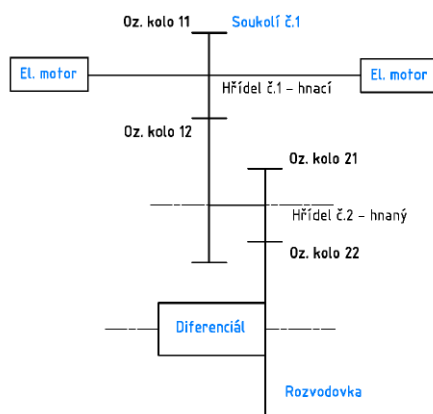 Oz. kolo 11
Soukolí č.1
El. motor
El. motor
Hřídel č.1 – hnací
Oz. kolo 12
Oz. kolo 21
Hřídel č.2 – hnaný
Oz. kolo 22
Diferenciál
Rozvodovka